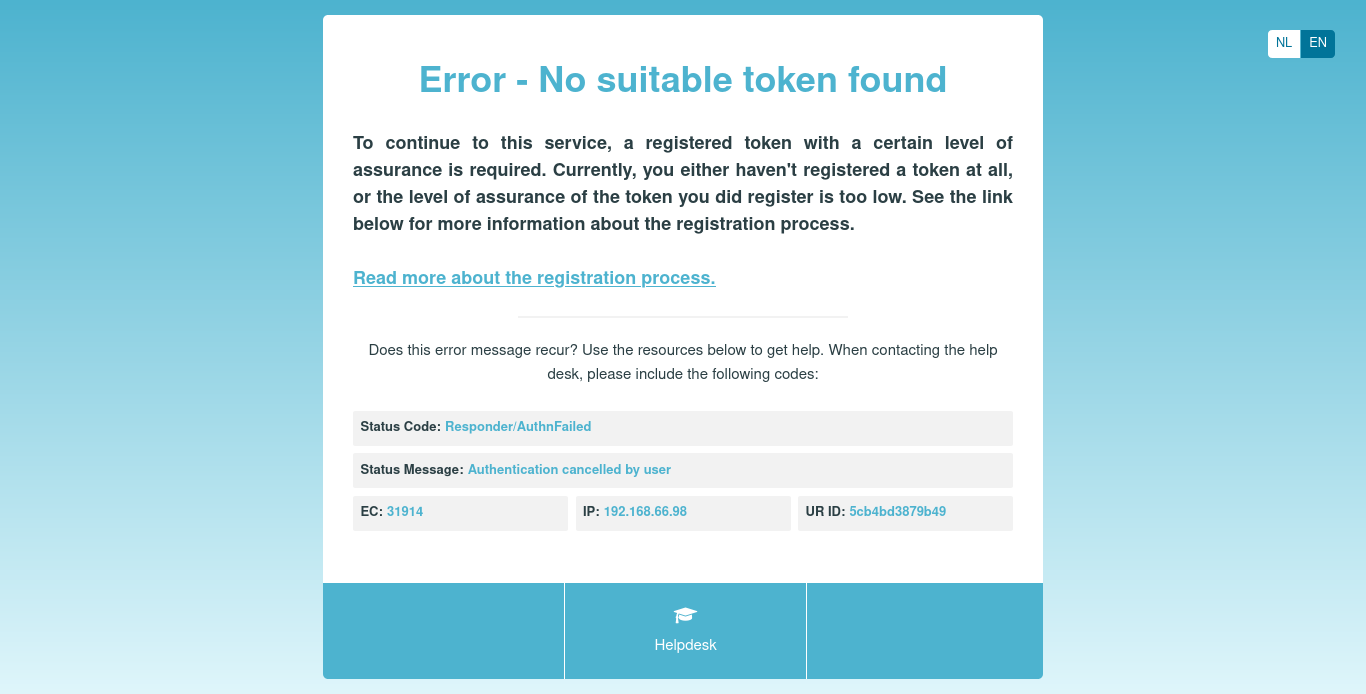 NL EN
Error - No suitable token found
To continue to this service, a registered token with a certain level of
assurance is required. Currently, you either haven't registered a token at all,
or the level of assurance of the token you did register is too low. See the link
below for more information about the registration process.
Read more about the registration process.
Does this error message recur? Use the resources below to get help. When contacting the help
desk, please include the following codes:
Status Code: Responder/AuthnFailed
Status Message: Authentication cancelled by user
EC: 31914 IP: 192.168.66.98 UR ID: 5cb4bd3879b49
Helpdesk